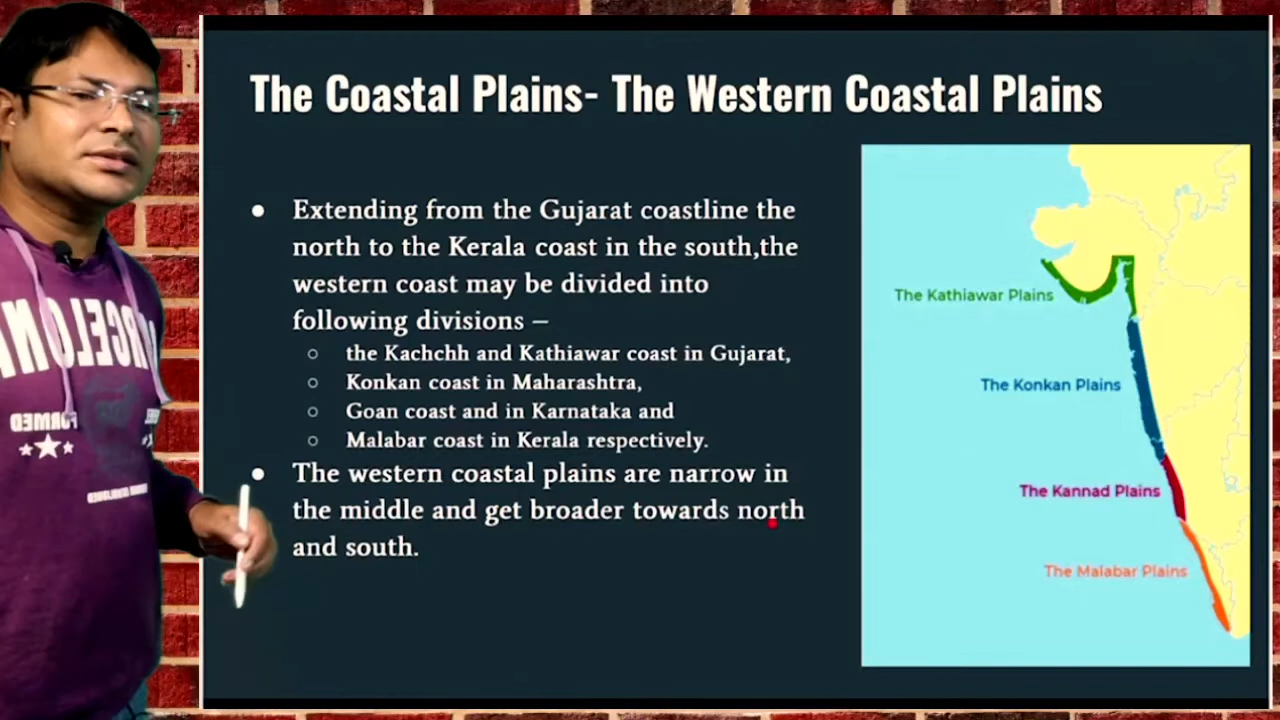 The Coastal Plains- The Western Coastal Plains
● Extending from the Gujarat coastline the
north to the Kerala coast in the south,the
western coast may be divided into
following divisions –
○ the Kachchh and Kathiawar coast in Gujarat,
○ Konkan coast in Maharashtra,
○ Goan coast and in Karnataka and
○ Malabar coast in Kerala respectively.
● The western coastal plains are narrow in
the middle and get broader towards north
and south.
The Kathiawar Plains
The Konkan Plains
The Kannad Plains
The Malabar Plains